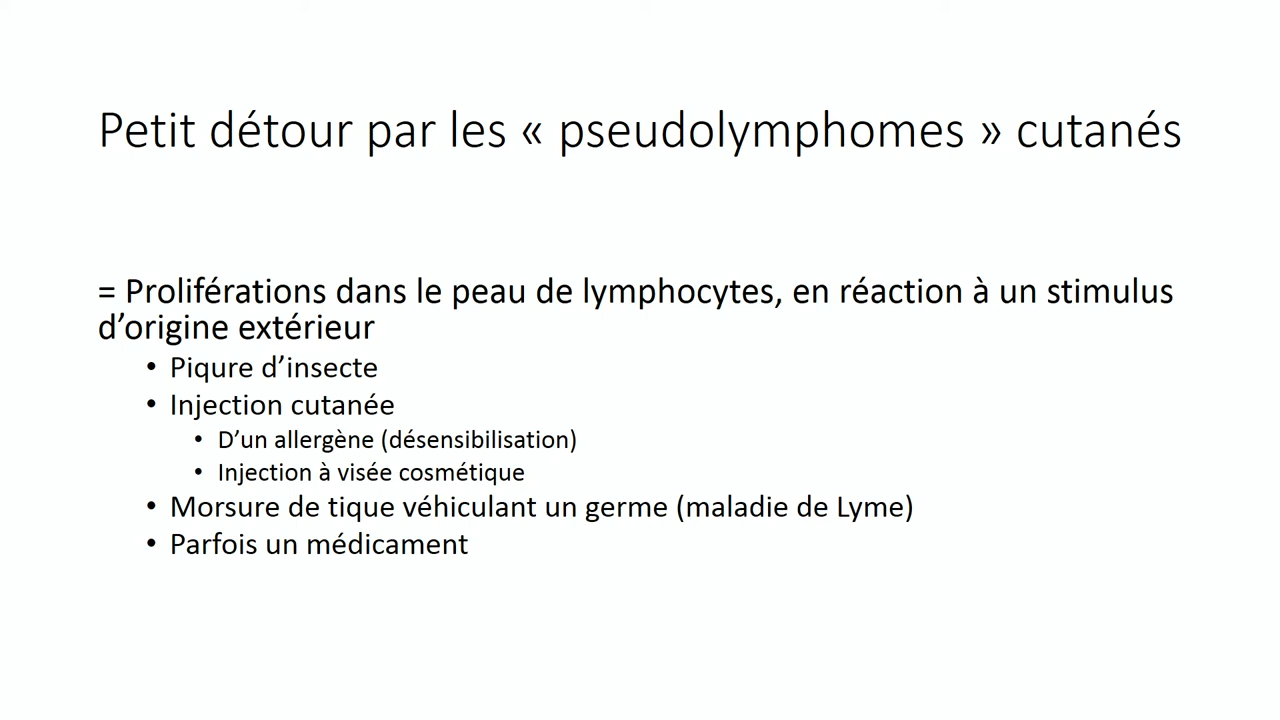 Petit détour par les « pseudolymphomes » cutanés
= Proliférations dans le peau de lymphocytes, en réaction à un stimulus
d’origine extérieur
• Piqure d’insecte
• Injection cutanée
• D’un allergène (désensibilisation)
• Injection à visée cosmétique
• Morsure de tique véhiculant un germe (maladie de Lyme)
• Parfois un médicament